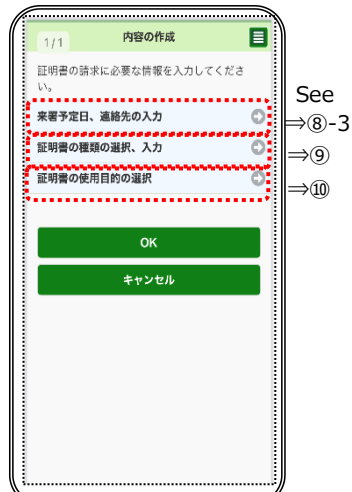 1/1
内容の作成
証明書の請求に必要な情報を入力してくださ
い。
See
来署予定日、連絡先の入力
⇒⑧-3
証明書の種類の選択、入力
⇒⑨
証明書の使用目的の選択
⇒⑩
OK
キャンセル